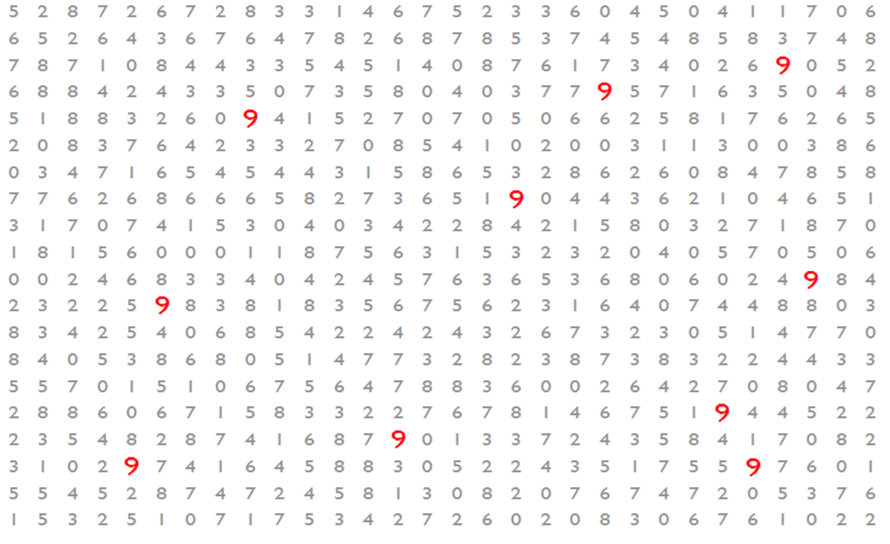 5 2 8 7 2 6 7 2 8 3 3 1 4 6 7 5 2 3 3 6 0 4 5 0 4 1 1 7 0 6
6 5 2 6 4 3 6 7 6 4 7 8 2 6 8 7 8 5 3 7 4 5 4 8 5 8 3 7 4 8
7 8 7 1 0 8 4 4 3 3 5 4 5 1 4 0 8 7 6 1 7 3 4 0 2 6 9 0 5 2
6 8 8 4 2 4 3 3 5 0 7 3 5 8 0 4 0 3 7 7 9 5 7 1 6 3 5 0 4 8
5 1 8 8 3 2 6 0 9 4 1 5 2 7 0 7 0 5 0 6 6 2 5 8 1 7 6 2 6 5
2 0 8 3 7 6 4 2 3 3 2 7 0 8 5 4 1 0 2 0 0 3 1 1 3 0 0 3 8 6
0 3 4 7 1 6 5 4 5 4 4 3 1 5 8 6 5 3 2 8 6 2 6 0 8 4 7 8 5 8
7 7 6 2 6 8 6 6 6 5 8 2 7 3 6 5 1 9 0 4 4 3 6 2 1 0 4 6 5 1
3 1 7 0 7 4 1 5 3 0 4 0 3 4 2 2 8 4 2 1 5 8 0 3 2 7 1 8 7 0
1 8 1 5 6 0 0 0 1 1 8 7 5 6 3 1 5 3 2 3 2 0 4 0 5 7 0 5 0 6
0 0 2 4 6 8 3 3 4 0 4 2 4 5 7 6 3 6 5 3 6 8 0 6 0 2 4 9 8 4
2 3 2 2 5 9 8 3 8 1 8 3 5 6 7 5 6 2 3 1 6 4 0 7 4 4 8 8 0 3
8 3 4 2 5 4 0 6 8 5 4 2 2 4 2 4 3 2 6 7 3 2 3 0 5 1 4 7 7 0
8 4 0 5 3 8 6 8 0 5 1 4 7 7 3 2 8 2 3 8 7 3 8 3 2 2 4 4 3 3
5 5 7 0 1 5 1 0 6 7 5 6 4 7 8 8 3 6 0 0 2 6 4 2 7 0 8 0 4 7
2 8 8 6 0 6 7 1 5 8 3 3 2 2 7 6 7 8 1 4 6 7 5 1 9 4 4 5 2 2
2 3 5 4 8 2 8 7 4 1 6 8 7 9 0 1 3 3 7 2 4 3 5 8 4 1 7 0 8 2
3 1 0 2 9 7 4 1 6 4 5 8 8 3 0 5 2 2 4 3 5 1 7 5 5 9 7 6 0 1
5 5 4 5 2 8 7 4 7 2 4 5 8 1 3 0 8 2 0 7 6 7 4 7 2 0 5 3 7 6
1 5 3 2 5 1 0 7 1 7 5 3 4 2 7 2 6 0 2 0 8 3 0 6 7 6 1 0 2 2